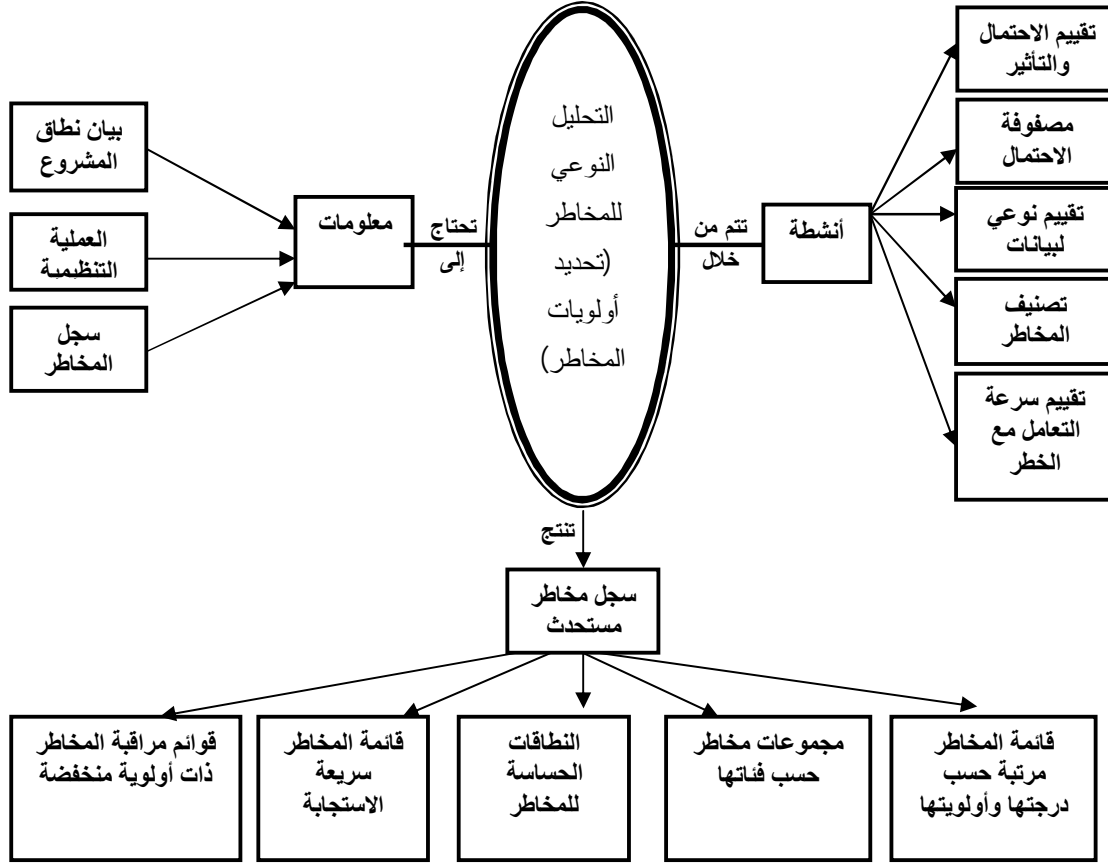 تقييم الاحتمال
والتأثير
مصفوفة
الاحتمال
تقييم نوعي
لبيانات
تصنيف
المخاطر
تقييم سرعة
التعامل مع
الخطر
أنشطة
تتم من
خلال
التحليل
النوعي
للمخاطر
(تحديد
أولويات
المخاطر)
تحتاج
إلى
معلومات
بيان نطاق
المشروع
العملية
التنظيمية
سجل
المخاطر
تنتج
سجل مخاطر
مستحدث
قائمة المخاطر
مرتبة حسب
درجتها وأولويتها
مجموعات مخاطر
حسب فئاتها
النطاقات
الحساسة
للمخاطر
قائمة المخاطر
سريعة
الاستجابة
قوائم مراقبة المخاطر
ذات أولوية منخفضة